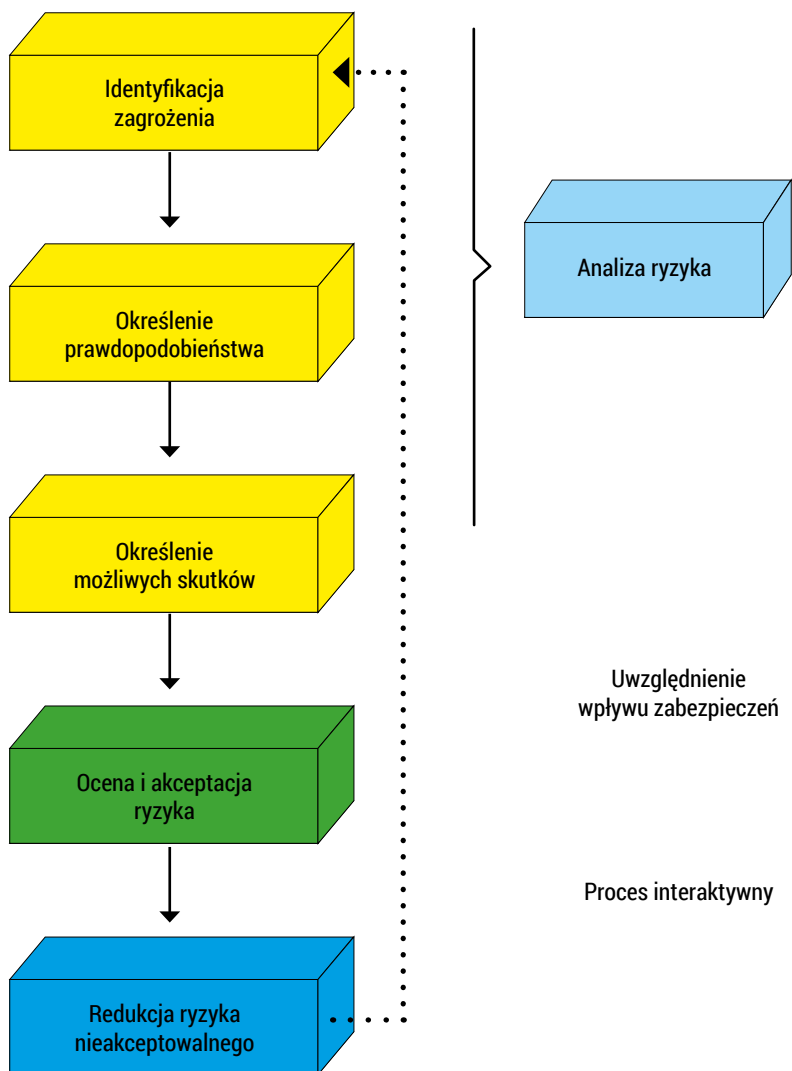 Identyfikacja
zagrożenia
Analiza ryzyka
Określenie
prawdopodobieństwa
Określenie
możliwych skutków
Uwzględnienie
wpływu zabezpieczeń
Ocena i akceptacja
ryzyka
Proces interaktywny
Redukcja ryzyka
nieakceptowalnego